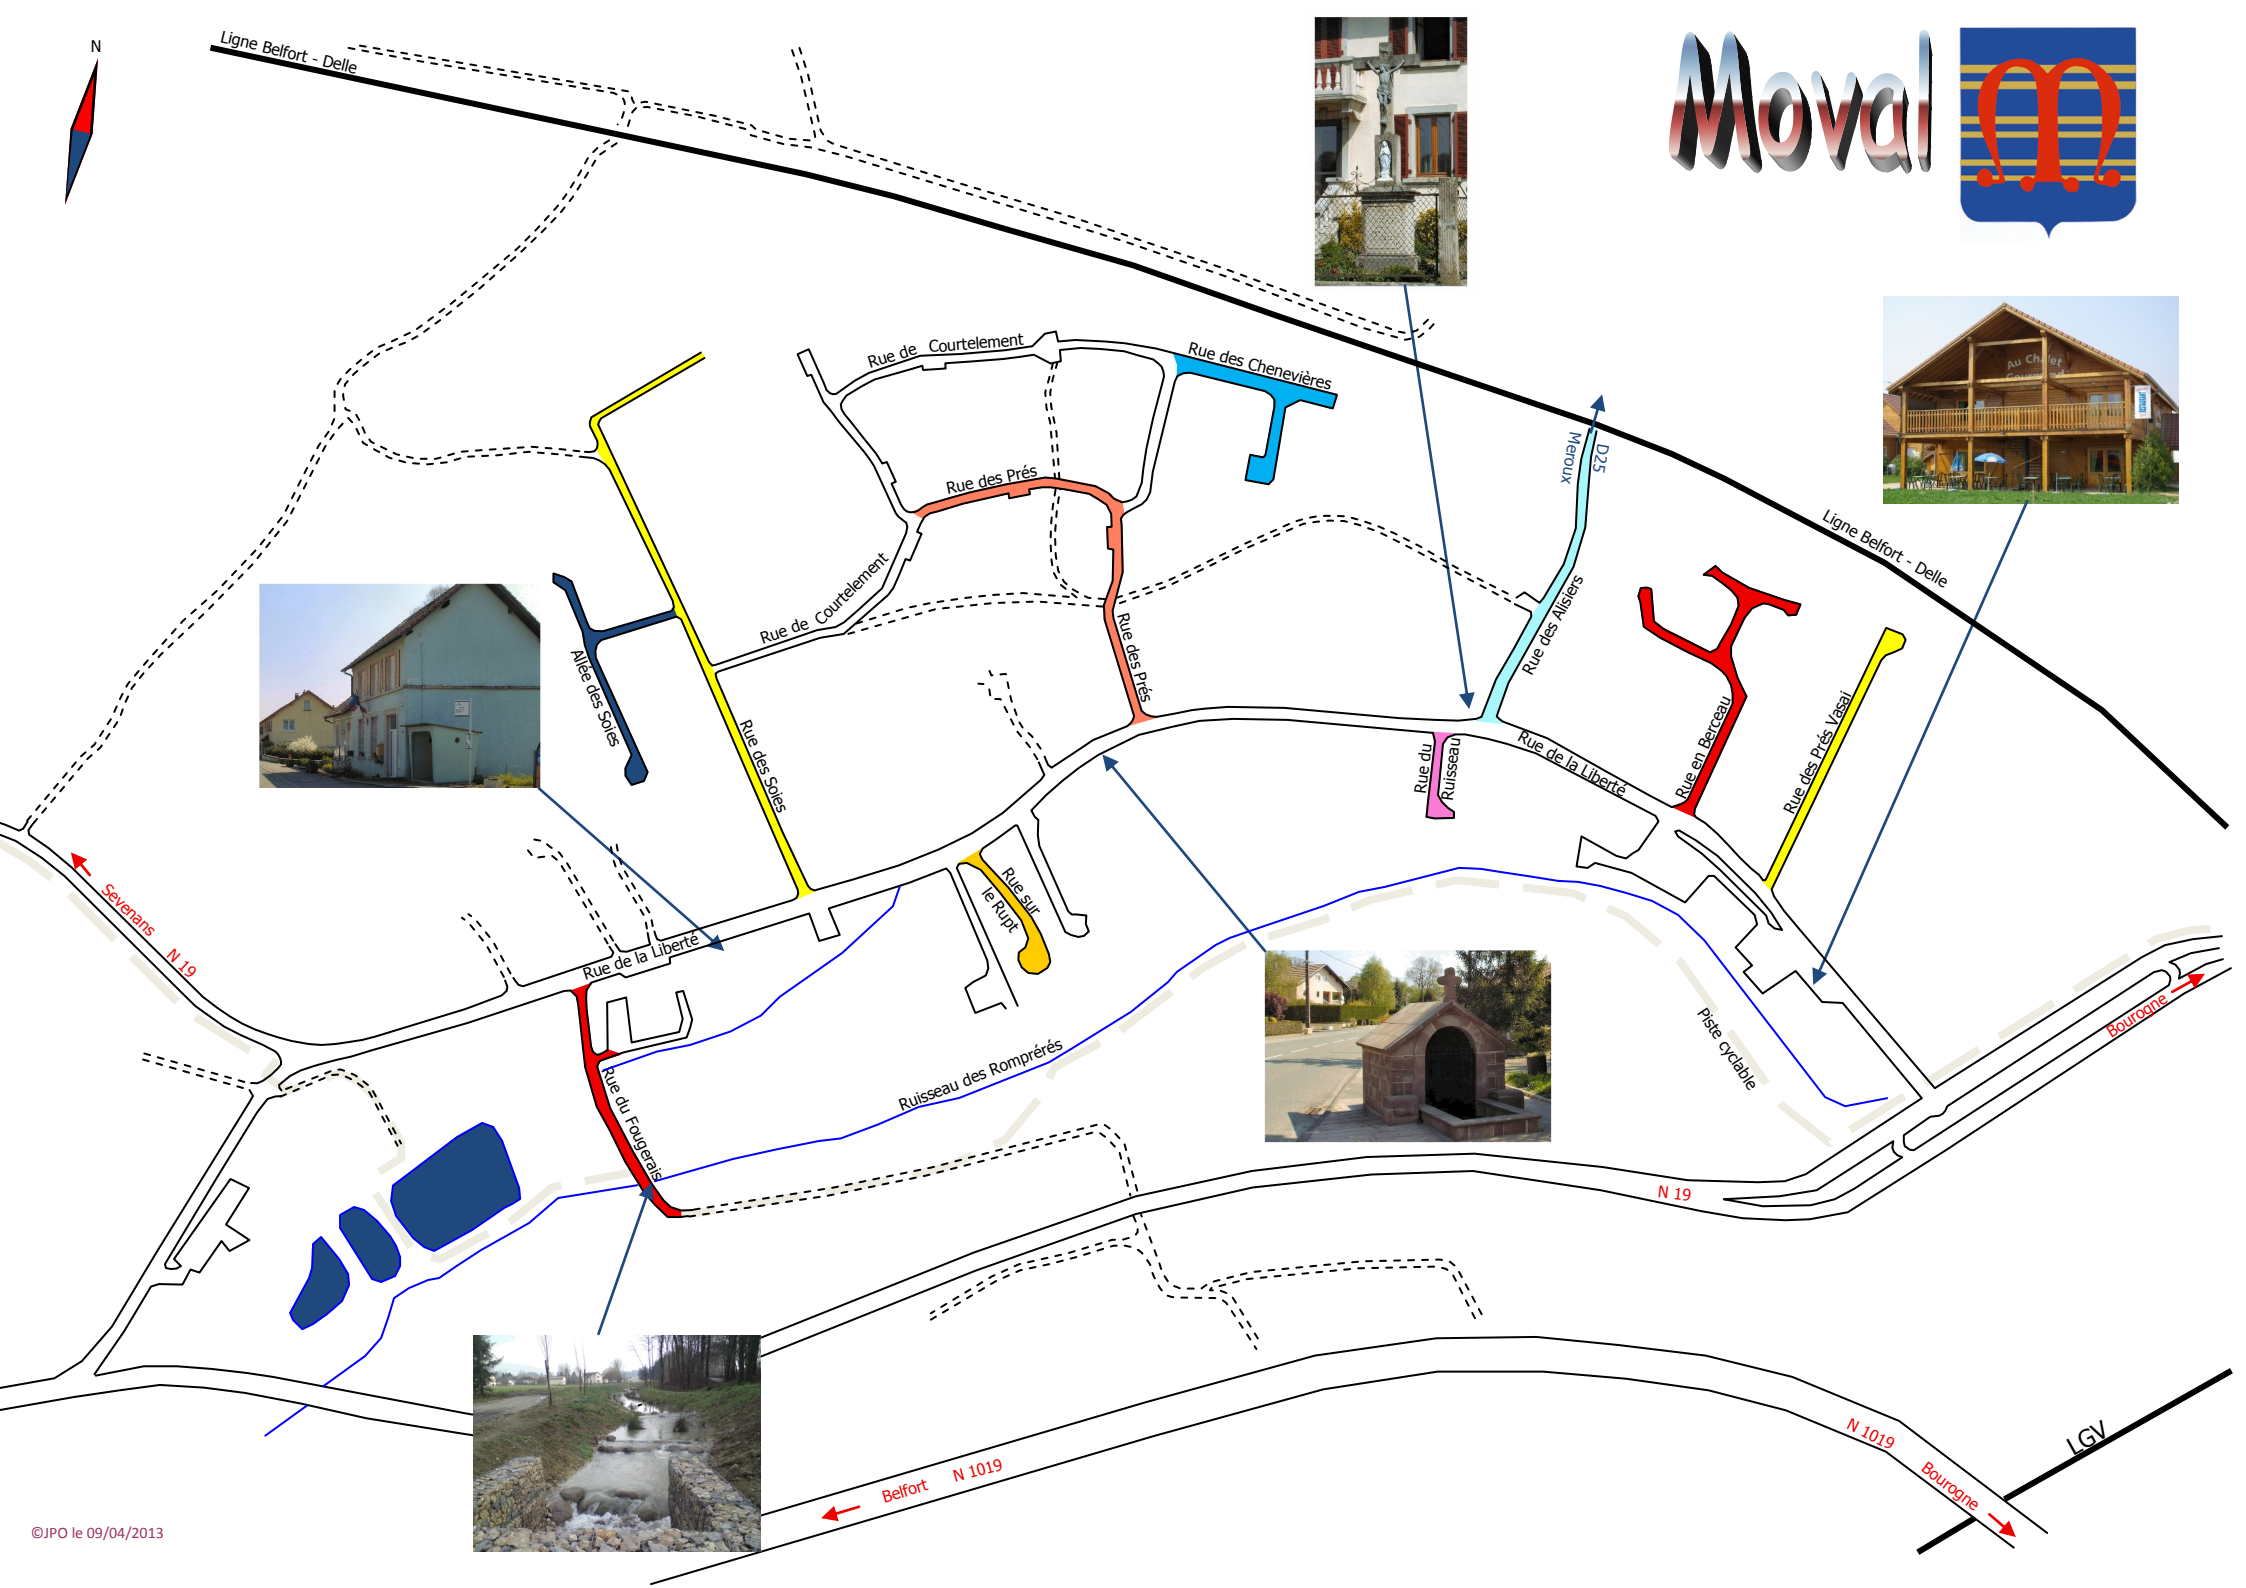 N
Ligne Belfort - Delle
Moval
Rue de Courtelement
Rue des Chenevières
Au Chalet
Gourmand
D25
Meroux
Rue des Prés
Ligne Belfort - Delle
Rue de Courtelement
Rue des Prés
Rue des Alisiers
Allée des Soies
Rue des Soies
Rue du
Ruisseau
Rue de la Liberté
Rue en Berceau
Rue des Prés Vasai
Sevenans N 19
Rue sur
le Rupt
Rue de la Liberté
Piste cyclable
Bourogne
Ruisseau des Romprérés
Rue du Fougerais
N 19
N 1019
Bourogne
LGV
Belfort N 1019
©JPO le 09/04/2013